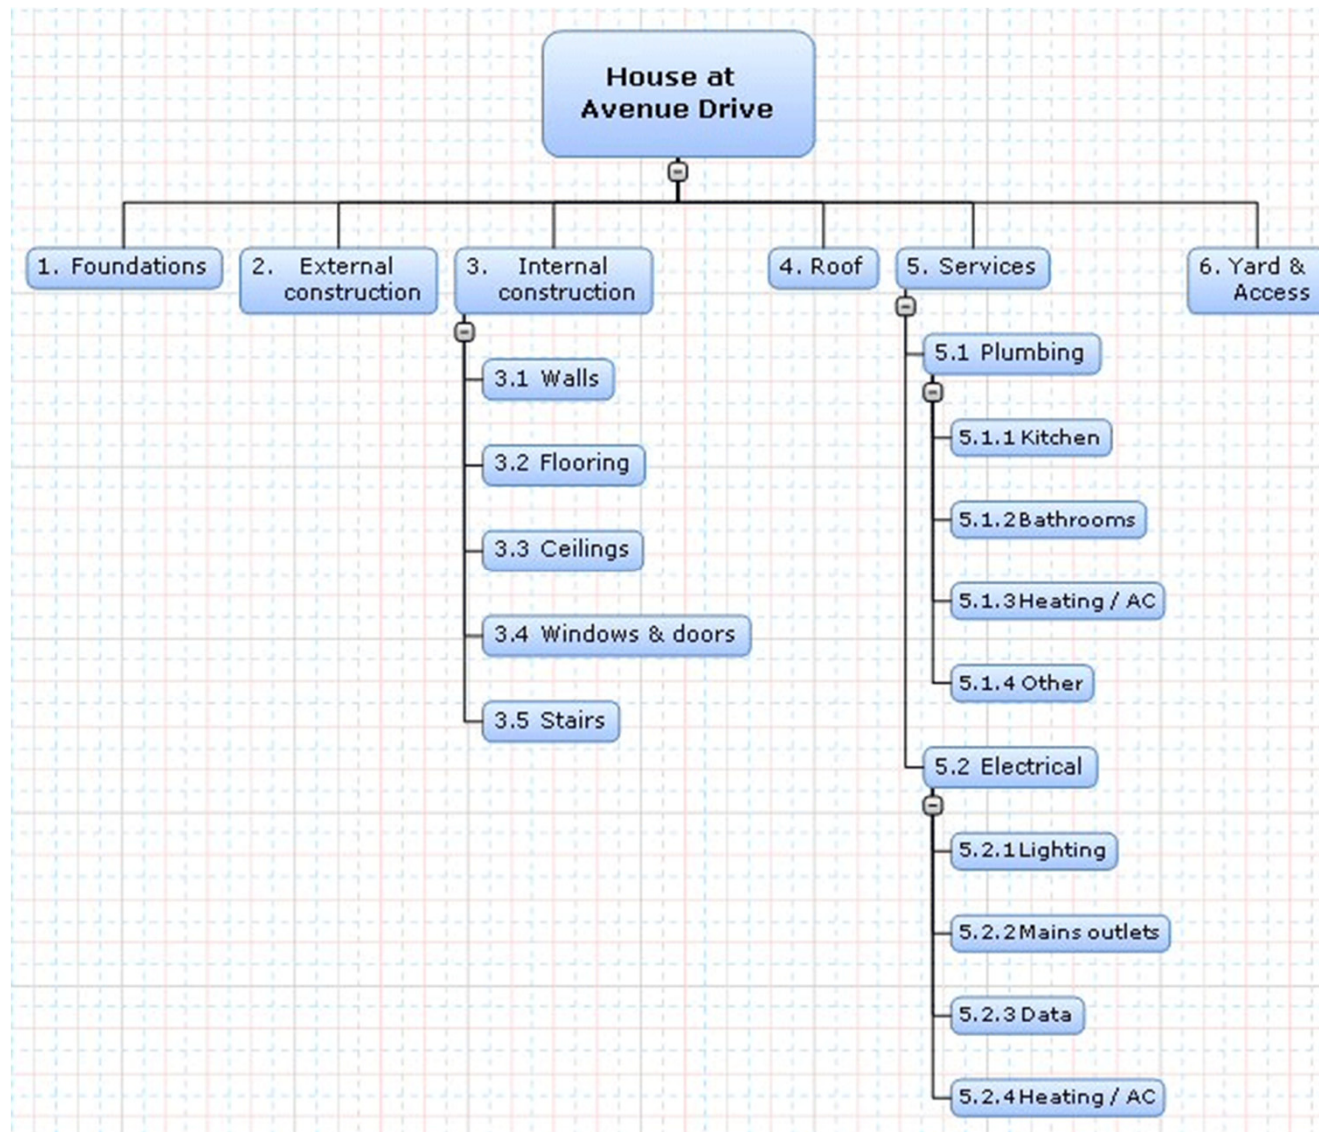 House at
Avenue Drive
1. Foundations
2. External
construction
3. Internal
construction
4. Roof
5. Services
6. Yard &
Access
3.1 Walls
3.2 Flooring
3.3 Ceilings
3.4 Windows & doors
3.5 Stairs
5.1 Plumbing
5.1.1 Kitchen
5.1.2 Bathrooms
5.1.3 Heating / AC
5.1.4 Other
5.2 Electrical
5.2.1 Lighting
5.2.2 Mains outlets
5.2.3 Data
5.2.4 Heating / AC